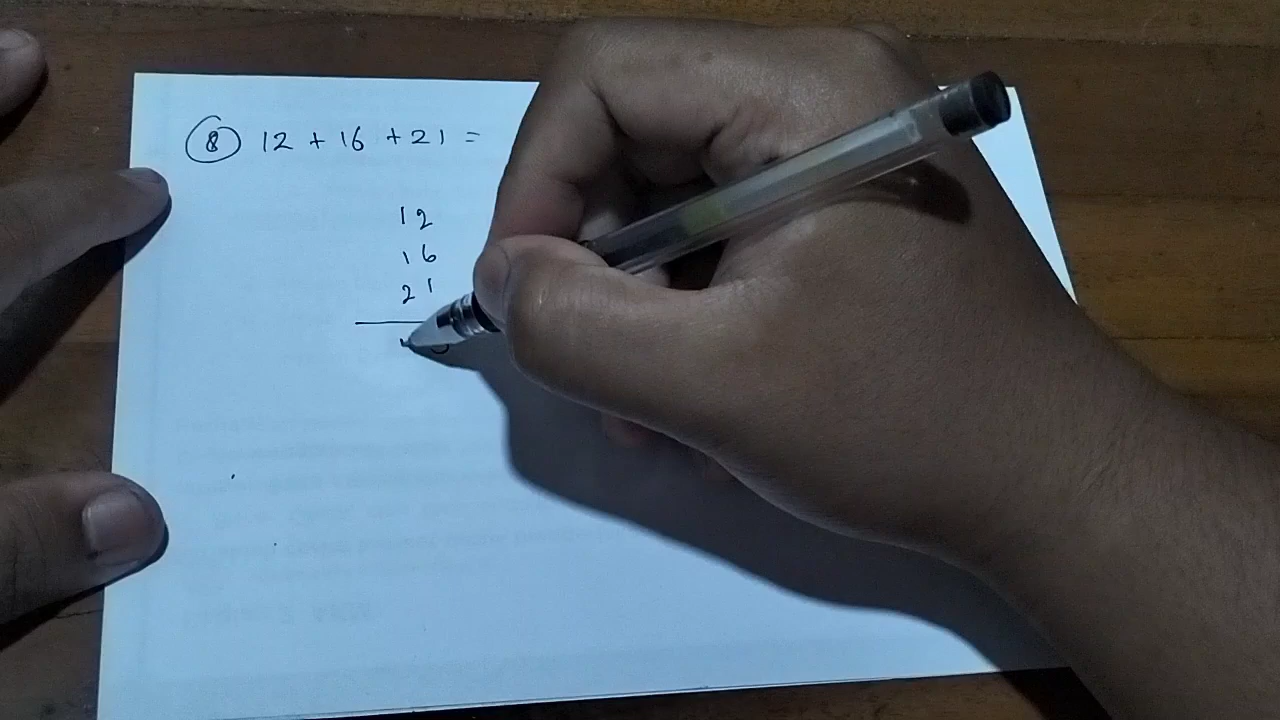 8 12 + 16 + 21 =
12
16
21